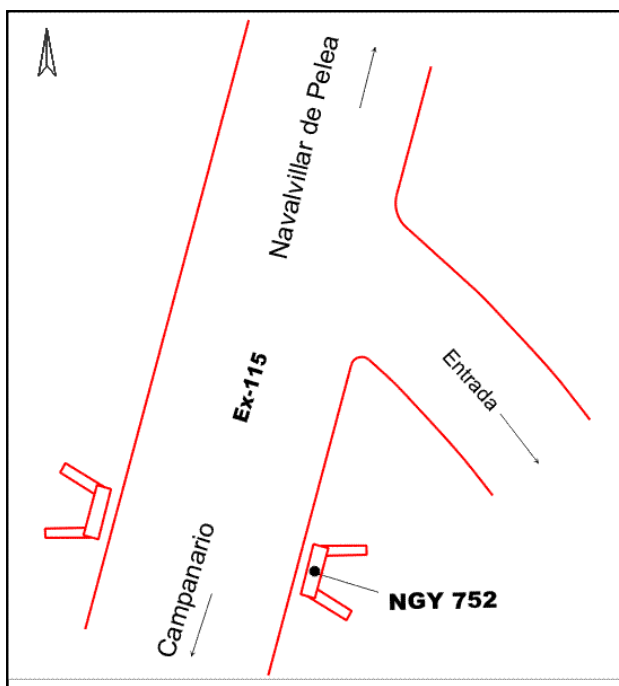 Navalvillar de Pelea
Ex-115
Entrada
Campanario
NGY 752